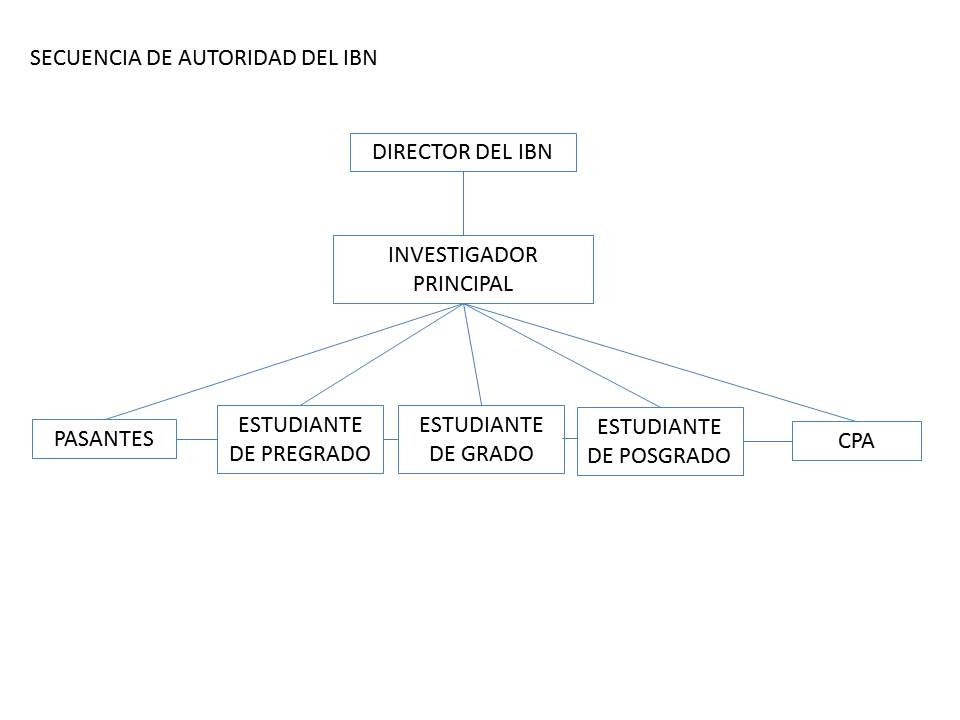 SECUENCIA DE AUTORIDAD DEL IBN
DIRECTOR DEL IBN
INVESTIGADOR
PRINCIPAL
PASANTES
ESTUDIANTE
DE PREGRADO
ESTUDIANTE
DE GRADO
ESTUDIANTE
DE POSGRADO
CPA